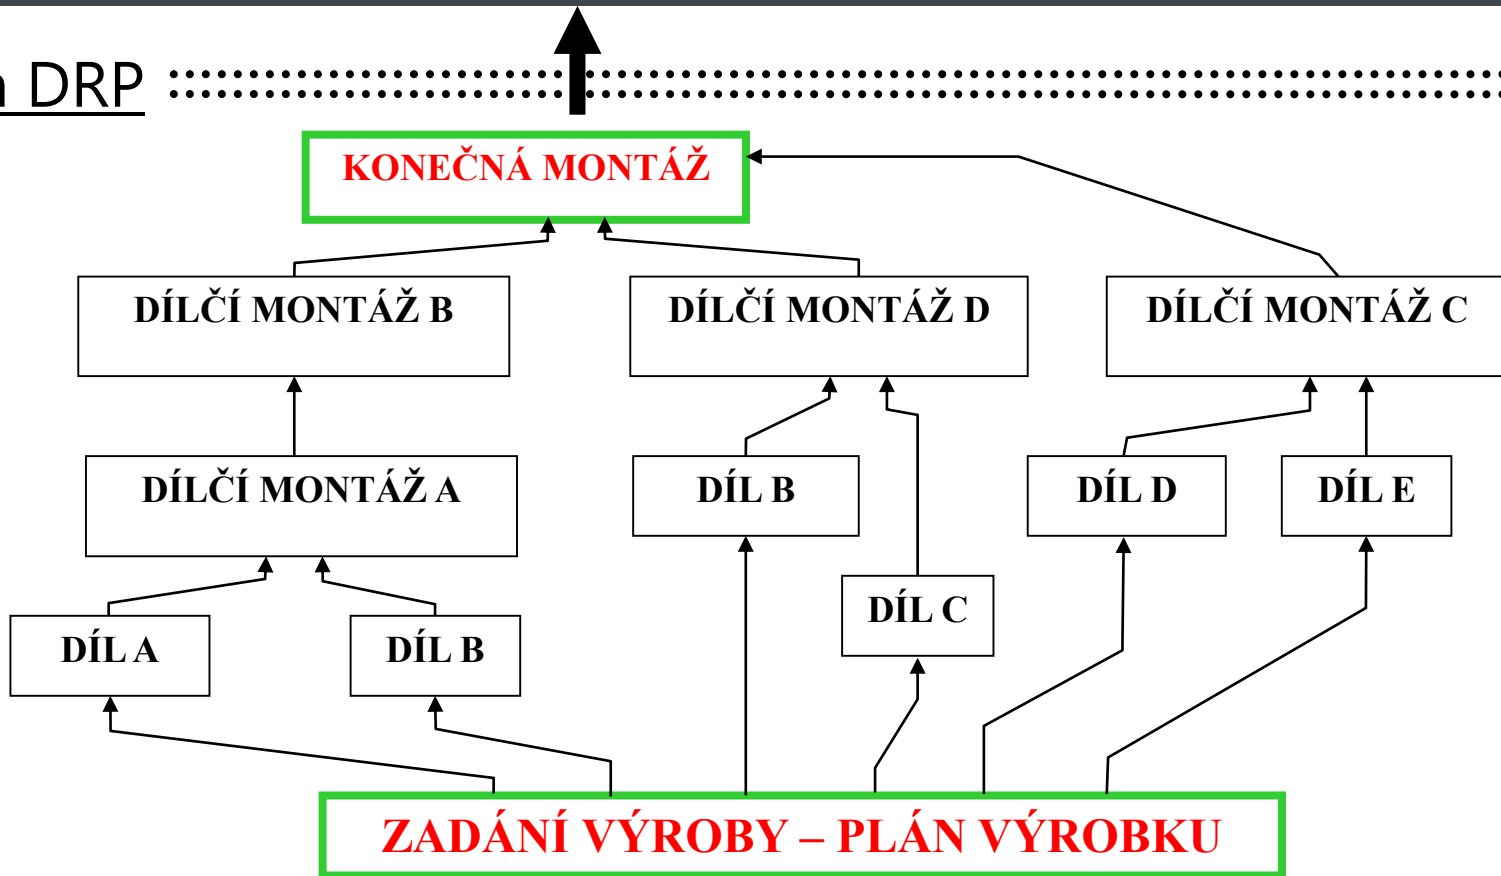 DRP
KONEČNÁ MONTÁŽ
DÍLČÍ MONTÁŽ B
DÍLČÍ MONTÁŽ D
DÍLČÍ MONTÁŽ C
DÍLČÍ MONTÁŽ A
DÍL B
DÍL D
DÍL E
DÍL C
DÍL A
DÍL B
ZADÁNÍ VÝROBY – PLÁN VÝROBKU